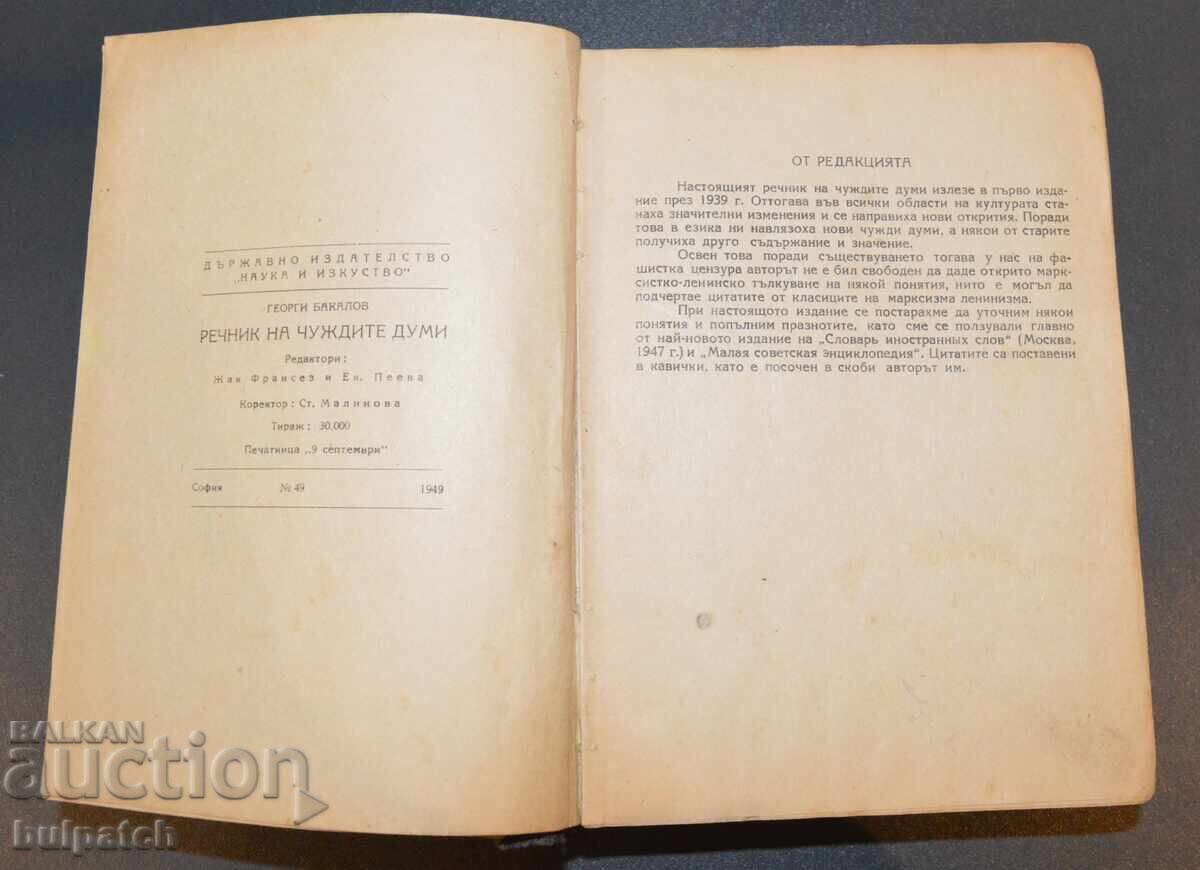 ДЪРЖАВНО ИЗДАТЕЛСТВО
„НАУКА И ИЗКУСТВО"
ГЕОРГИ БАКАЛОВ
РЕЧНИК НА ЧУЖДИТЕ ДУМИ
Редактори:
Жак Франсез и Ек. Пеева
Коректор: Ст. Малинова
Тираж: 30,000
Печатница „9 септември"
София № 49 1949
ОТ РЕДАКЦИЯТА
Настоящият речник на чуждите думи излезе в първо изда-
ние през 1939 г. Оттогава във всички области на културата ста-
наха значителни изменения и се направиха нови открития. Поради
това в езика ни навлязоха нови чужди думи, а някои от старите
получиха друго съдържание и значение.
Освен това поради съществуването тогава у нас на фа-
шистка цензура авторът не е бил свободен да даде открито марк-
систко-ленинско тълкуване на някой понятия, нито е могъл да
подчертае цитатите от класиците на марксизма ленинизма.
При настоящото издание се постарахме да уточним някои
понятия и попълним празнотите, като сме се ползували главно
от най-новото издание на „Словарь иностранных слов" (Москва,
1947 г.) и „Малая советская энциклопедия". Цитатите са поставени
в кавички, като е посочен в скоби авторът им.
BALKAN
auction
bulpatch